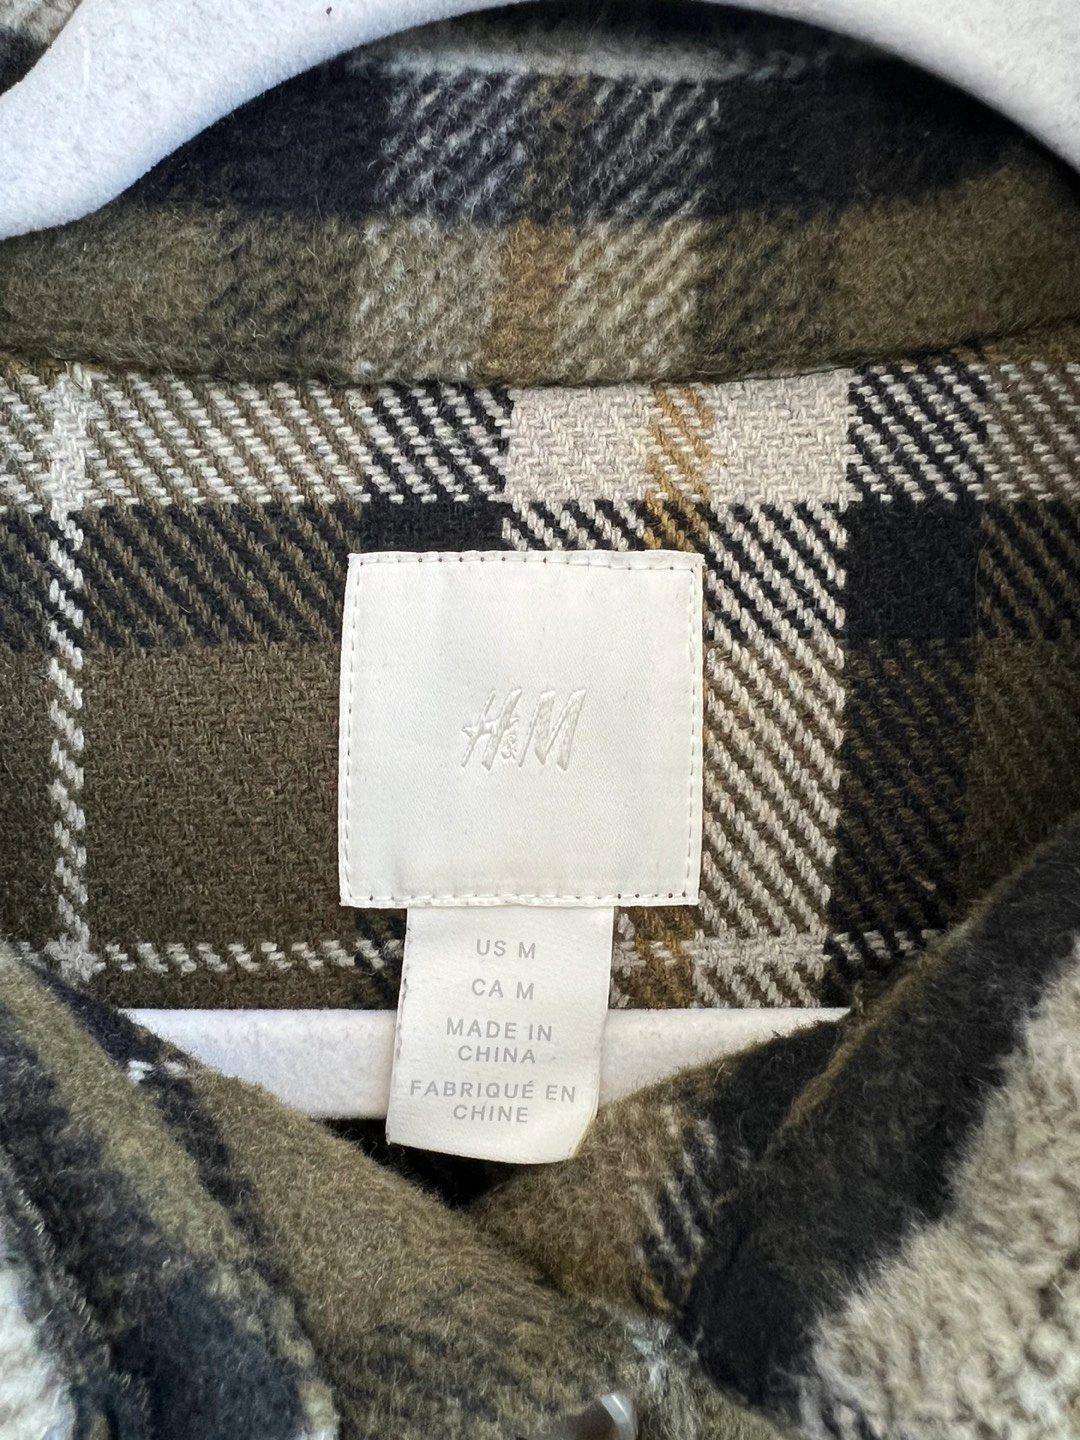 H&M
US M
CA M
MADE IN
CHINA
FABRIQUÉ EN
CHINE